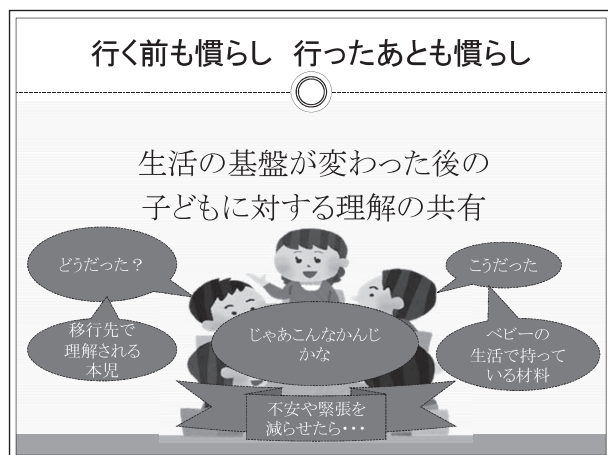 行く前も慣らし 行ったあとも慣らし
生活の基盤が変わった後の
子どもに対する理解の共有
どうだった？
こうだった
移行先で
理解される
本児
じゃあこんなかんじ
かな
ベビーの
生活で持って
いる材料
不安や緊張を
減らせたら・・・